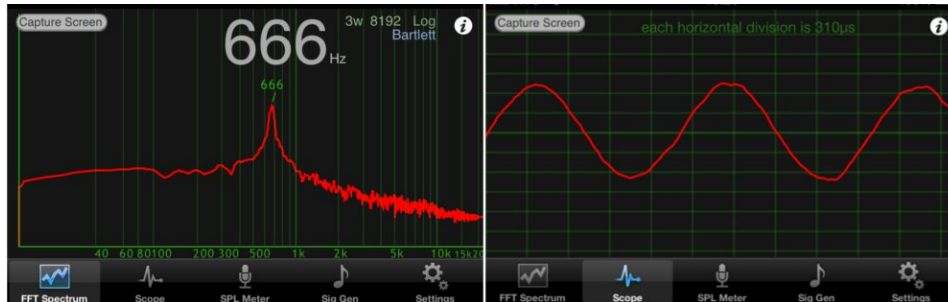 Capture Screen
3w 8192 Log
Bartlett
666 Hz
666
40 60 80100 200 300 500 1k 2k 5k 10k 15k20
FFT Spectrum Scope SPL Meter Sig Gen Settings
Capture Screen
each horizontal division is 310µs
FFT Spectrum Scope SPL Meter Sig Gen Settings